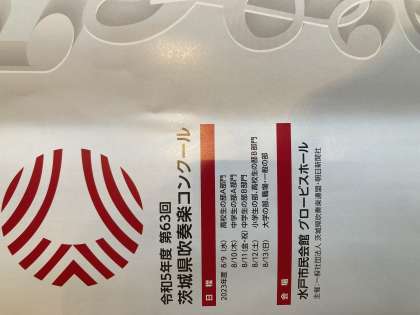 令和5年度 第63回
茨城県吹奏楽コンクール
日 程
2023年 8/9（水） 高校生の部A部門
8/10（木） 中学生の部A部門
8/11（金・祝） 中学生の部B部門
8/12（土） 小学生の部、高校生の部B部門
8/13（日） 大学の部、職場・一般の部
会 場
水戸市民会館 グロービスホール
主催：一般社団法人 茨城県吹奏楽連盟・朝日新聞社